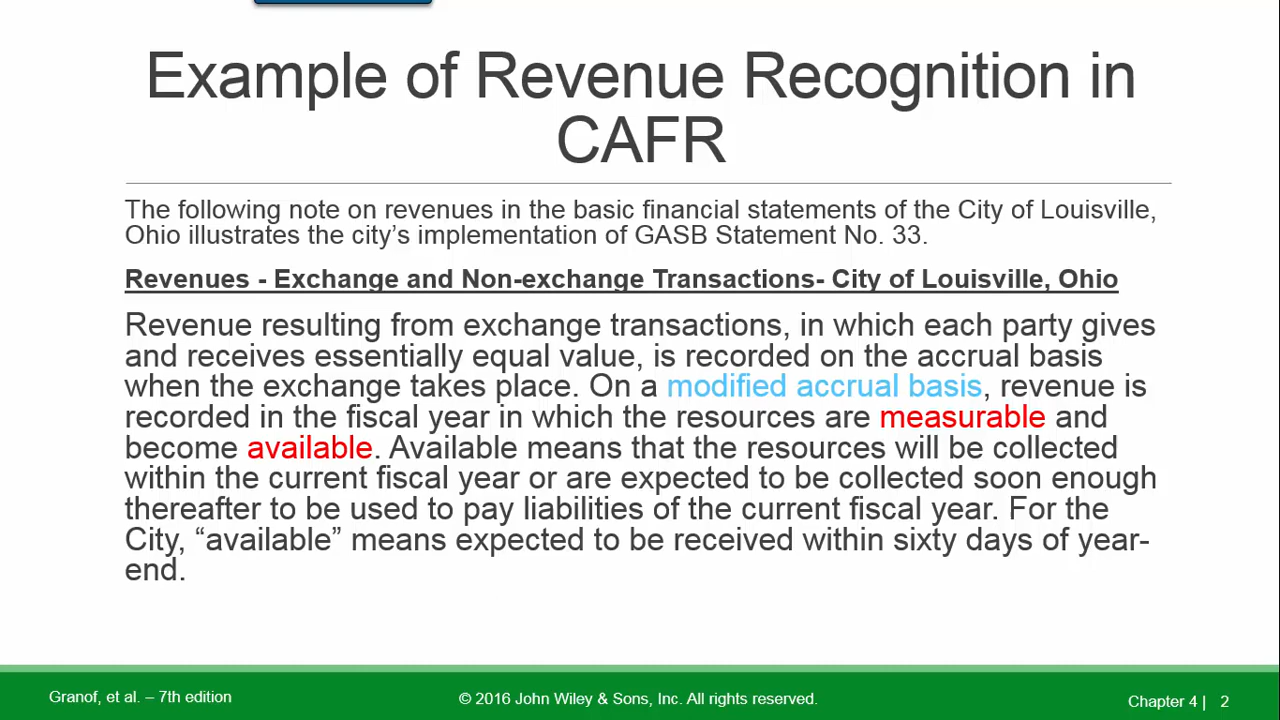 Example of Revenue Recognition in
CAFR
The following note on revenues in the basic financial statements of the City of Louisville,
Ohio illustrates the city’s implementation of GASB Statement No. 33.
Revenues - Exchange and Non-exchange Transactions- City of Louisville, Ohio
Revenue resulting from exchange transactions, in which each party gives
and receives essentially equal value, is recorded on the accrual basis
when the exchange takes place. On a modified accrual basis, revenue is
recorded in the fiscal year in which the resources are measurable and
become available. Available means that the resources will be collected
within the current fiscal year or are expected to be collected soon enough
thereafter to be used to pay liabilities of the current fiscal year. For the
City, “available” means expected to be received within sixty days of year-
end.
Granof, et al. – 7th edition
© 2016 John Wiley & Sons, Inc. All rights reserved.
Chapter 4 | 2